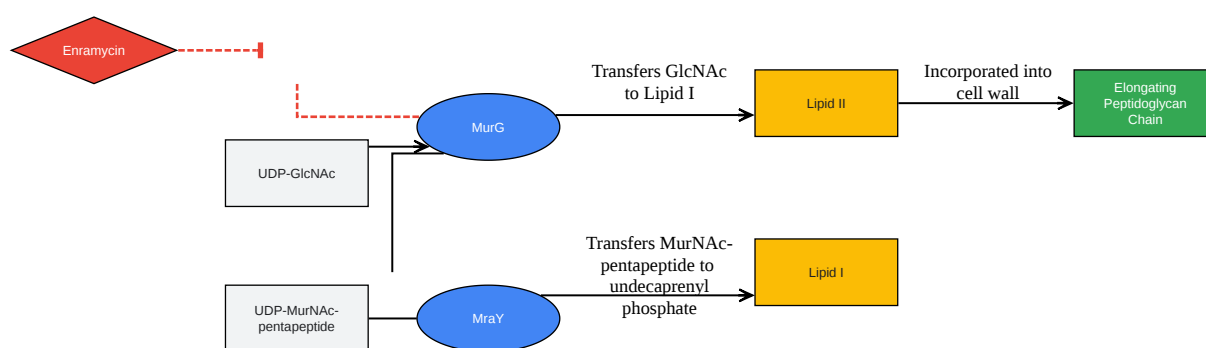 Enramycin
Transfers GlcNAc
to Lipid I
Incorporated into
cell wall
MurG
Lipid II
Elongating
Peptidoglycan
Chain
UDP-GlcNAc
Transfers MurNAc-
pentapeptide to
undecaprenyl
phosphate
Lipid I
UDP-MurNAc-
pentapeptide
MraY